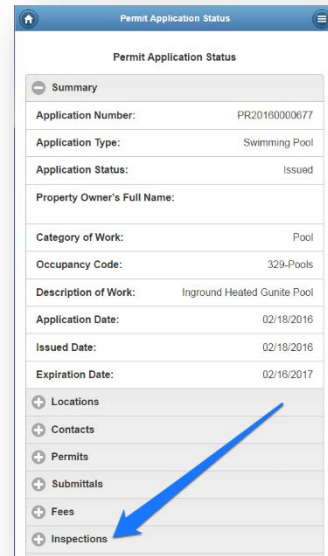 Permit Application Status
Permit Application Status
Summary
Application Number: PR20160000677
Application Type: Swimming Pool
Application Status: Issued
Property Owner's Full Name:
Category of Work: Pool
Occupancy Code: 329-Pools
Description of Work: Inground Heated Gunite Pool
Application Date: 02/18/2016
Issued Date: 02/18/2016
Expiration Date: 02/16/2017
Locations
Contacts
Permits
Submittals
Fees
Inspections